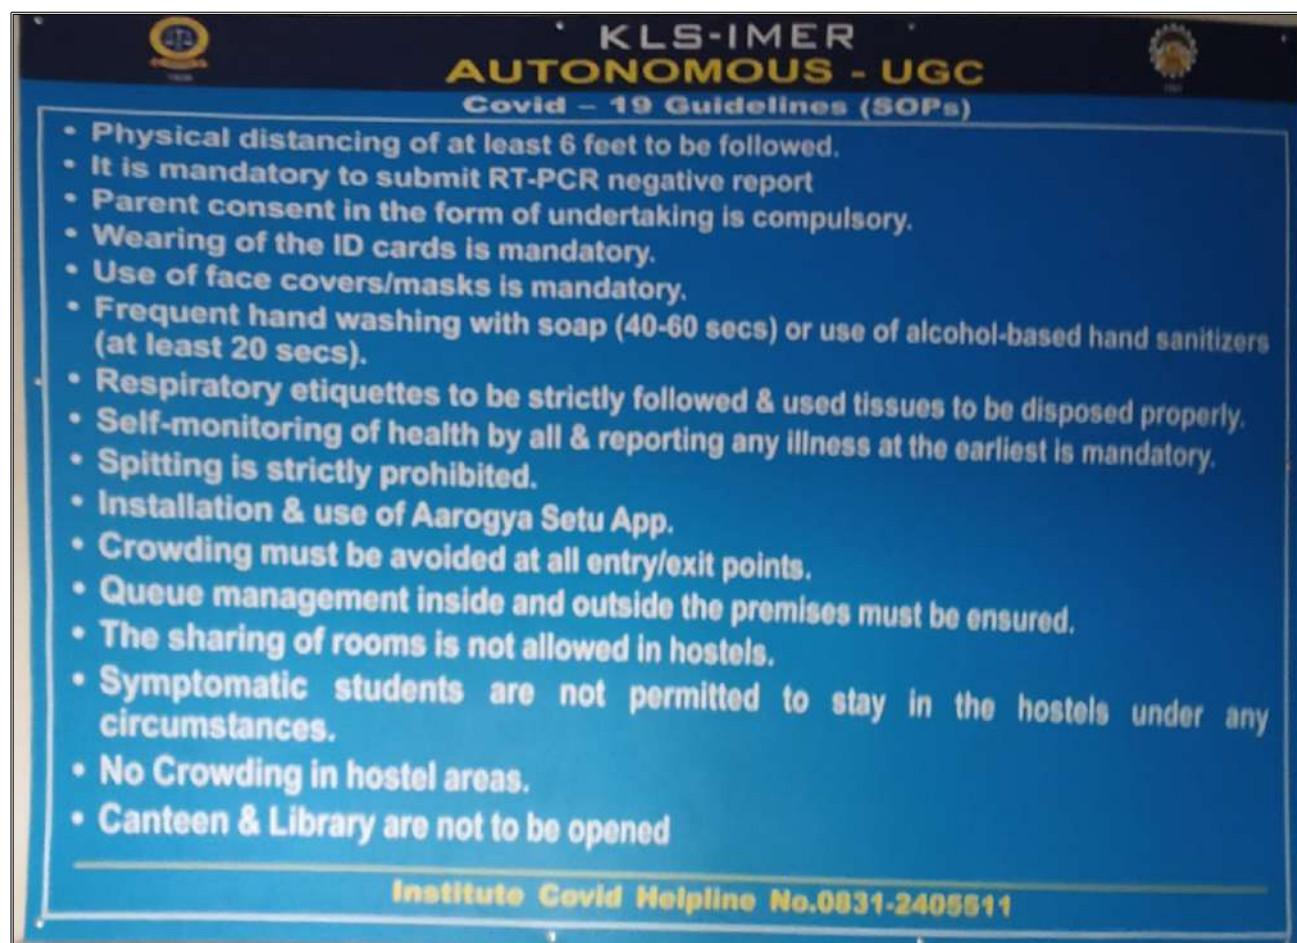 KLS-IMER
AUTONOMOUS - UGC
Covid – 19 Guidelines (SOPs)
• Physical distancing of at least 6 feet to be followed.
• It is mandatory to submit RT-PCR negative report
• Parent consent in the form of undertaking is compulsory.
• Wearing of the ID cards is mandatory.
• Use of face covers/masks is mandatory.
• Frequent hand washing with soap (40-60 secs) or use of alcohol-based hand sanitizers
(at least 20 secs).
• Respiratory etiquettes to be strictly followed & used tissues to be disposed properly.
• Self-monitoring of health by all & reporting any illness at the earliest is mandatory.
• Spitting is strictly prohibited.
• Installation & use of Aarogya Setu App.
• Crowding must be avoided at all entry/exit points.
• Queue management inside and outside the premises must be ensured.
• The sharing of rooms is not allowed in hostels.
• Symptomatic students are not permitted to stay in the hostels under any
circumstances.
• No Crowding in hostel areas.
• Canteen & Library are not to be opened
Institute Covid Helpline No.0831-2405511